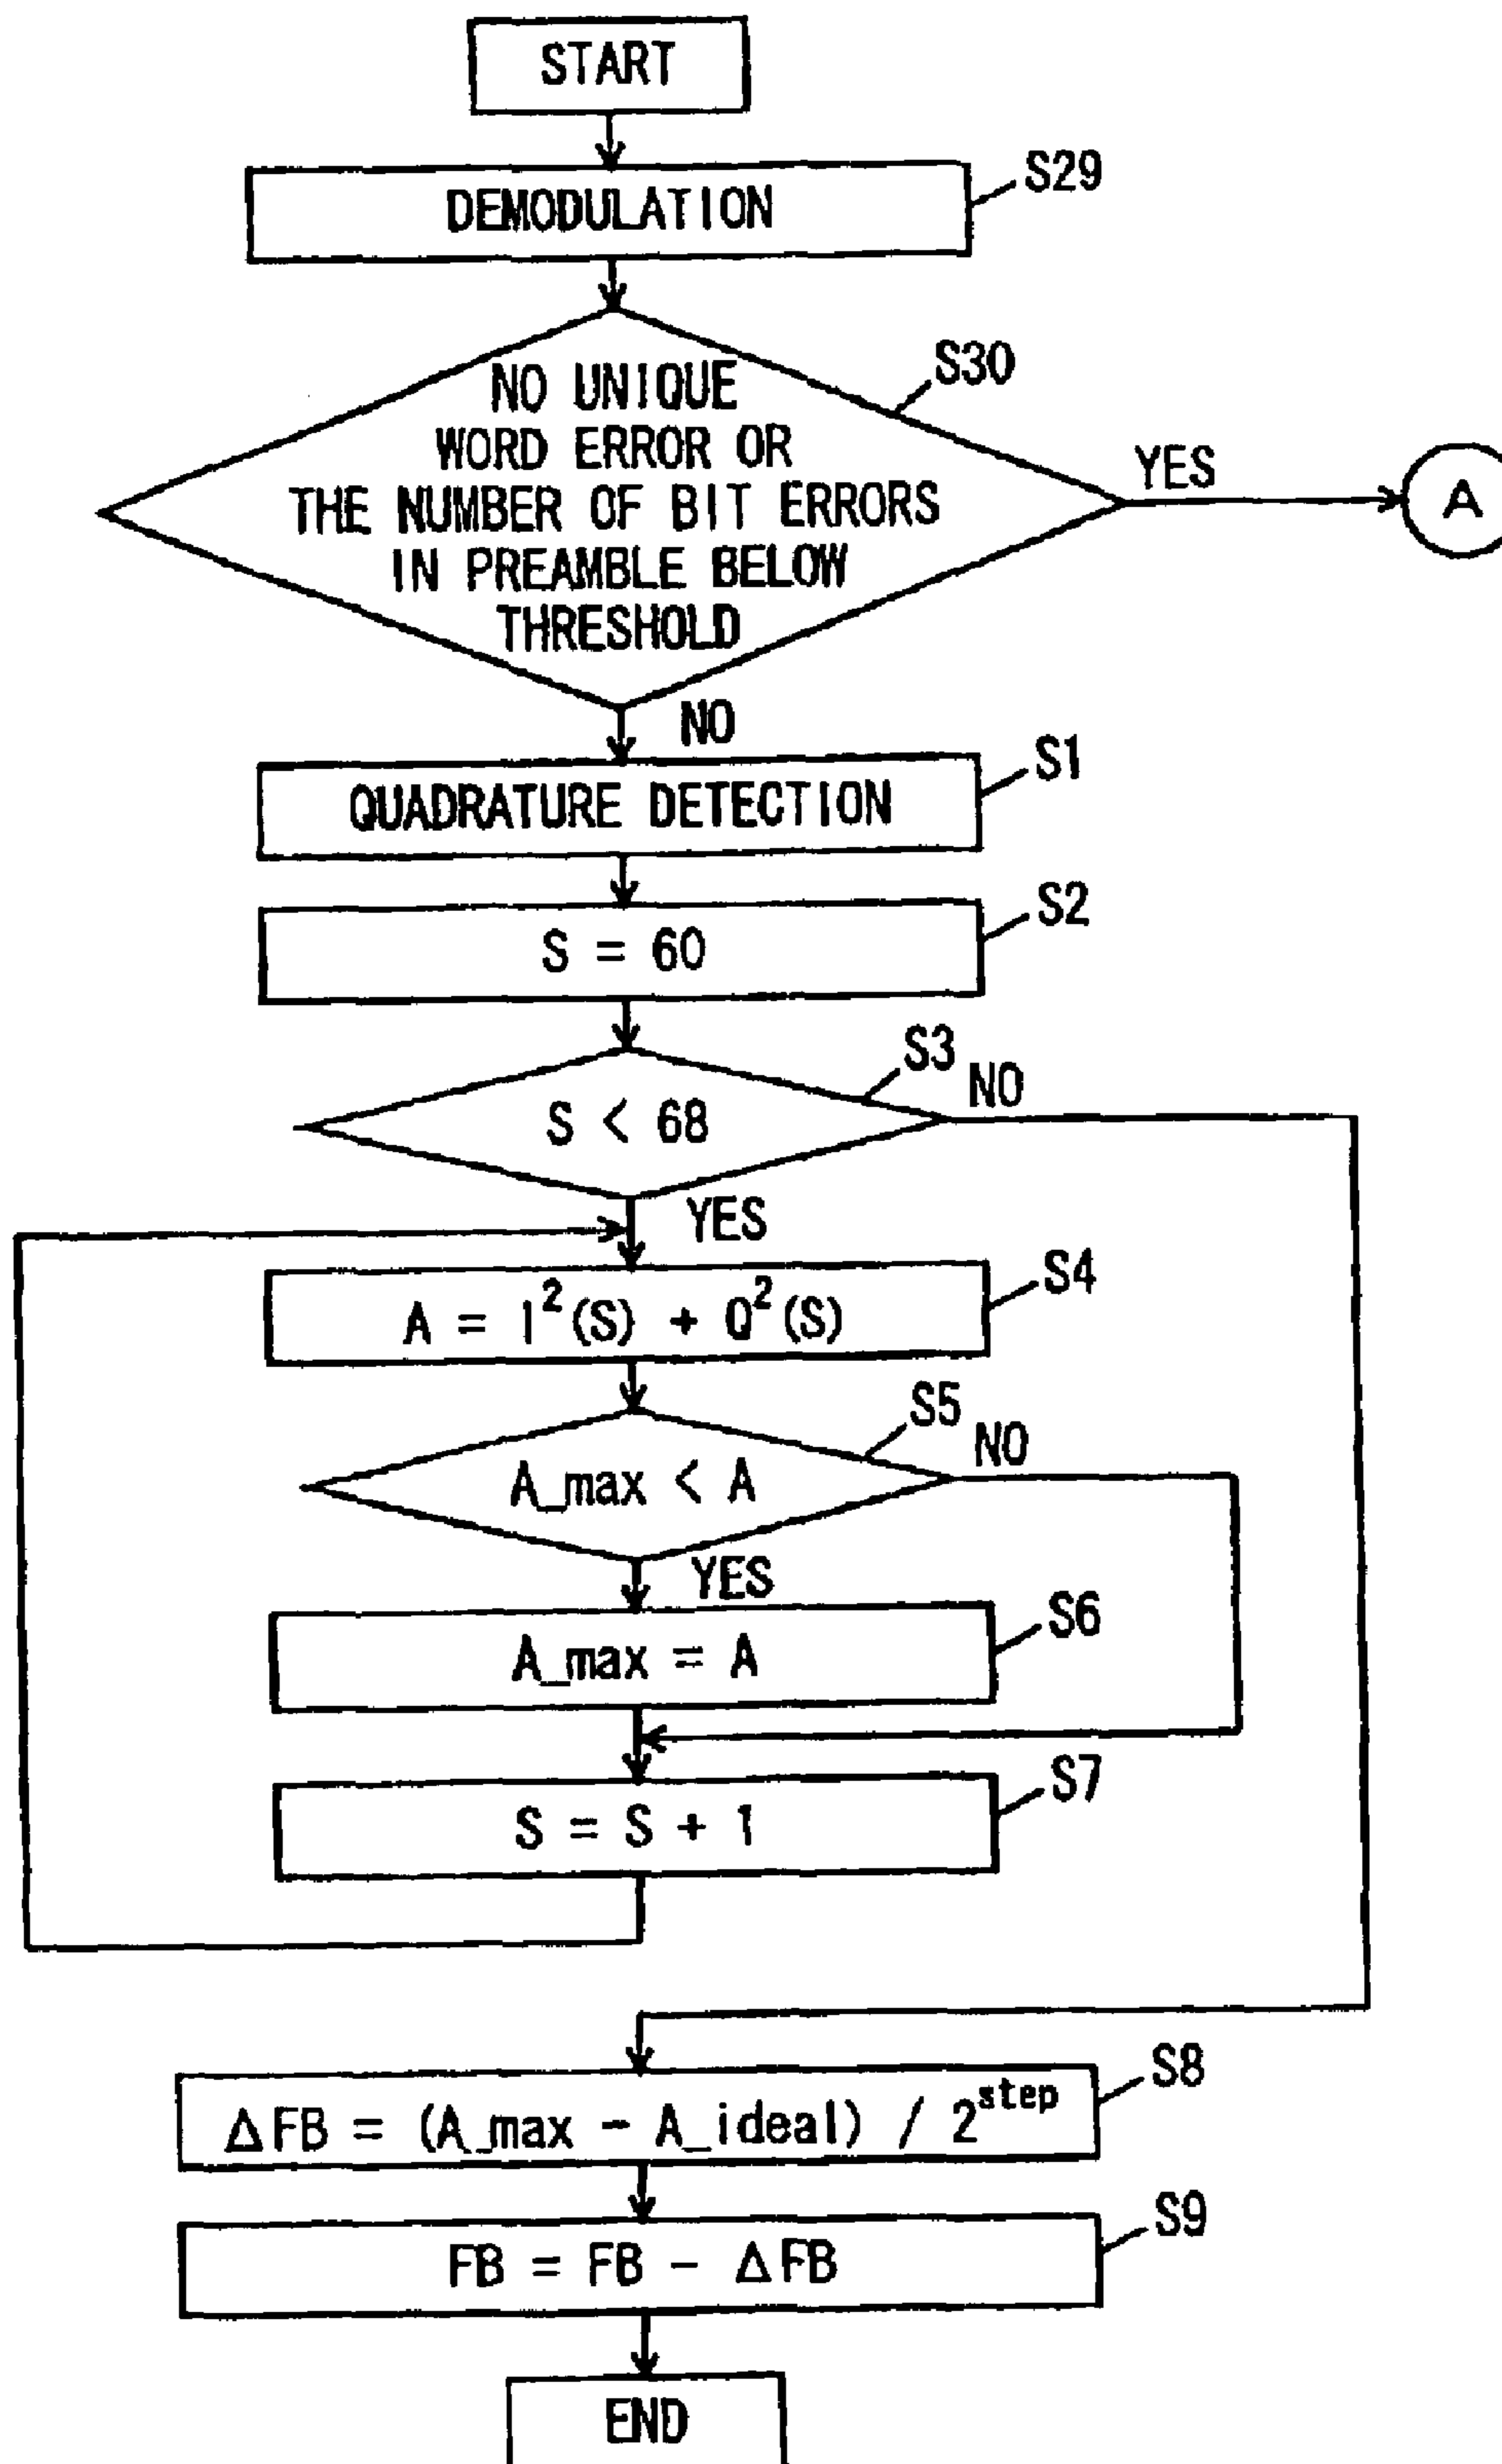 START
DEMODULATION
S29
NO UNIQUE
WORD ERROR OR
THE NUMBER OF BIT ERRORS
IN PREAMBLE BELOW
THRESHOLD
S30
YES
A
NO
QUADRATURE DETECTION
S1
S = 60
S2
S < 68
S3
NO
YES
A = I²(S) + Q²(S)
S4
A_max < A
S5
NO
YES
A_max = A
S6
S = S + 1
S7
ΔFB = (A_max - A_ideal) / 2^step
S8
FB = FB - ΔFB
S9
END